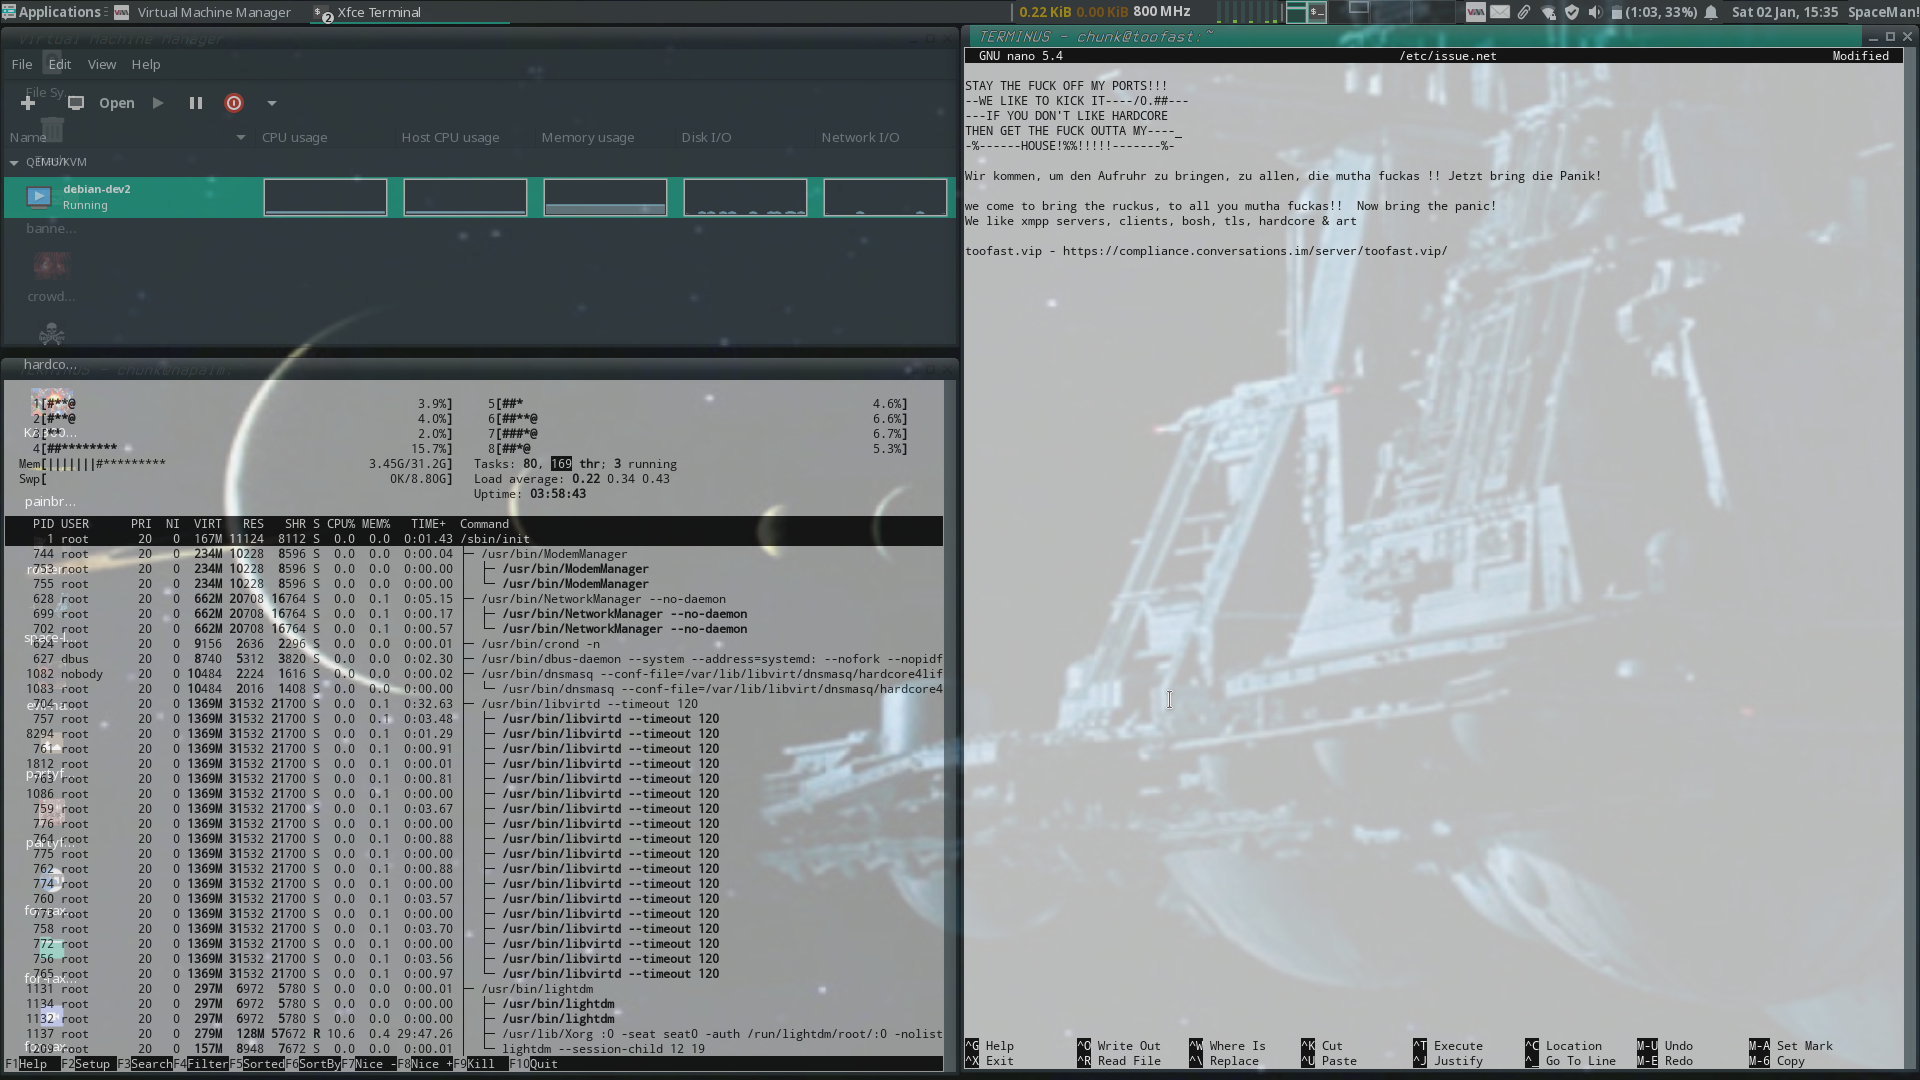 Applications Virtual Machine Manager Xfce Terminal 2 0.22 KiB 0.00 KiB 800 MHz (1:03, 33%) Sat 02 Jan, 15:35 SpaceMan!
Virtual Machine Manager
File Edit View Help
Open
Name CPU usage Host CPU usage Memory usage Disk I/O Network I/O
QEMU/KVM
debian-dev2
Running
File Sy...
banne...
crowd...
hardco...
painbr...
partyf...
partyf...
TERMINUS - chunk@napalm:
1[#**@ 3.9%] 5[##* 4.6%]
2[#**@ 4.0%] 6[##**@ 6.6%]
3[** 2.0%] 7[###*@ 6.7%]
4[##******** 15.7%] 8[##*@ 5.3%]
Mem[|||||||#********* 3.45G/31.2G] Tasks: 80, 169 thr; 3 running
Swp[ 0K/8.80G] Load average: 0.22 0.34 0.43
Uptime: 03:58:43
PID USER PRI NI VIRT RES SHR S CPU% MEM% TIME+ Command
1 root 20 0 167M 11124 8112 S 0.0 0.0 0:01.43 /sbin/init
744 root 20 0 234M 10228 8596 S 0.0 0.0 0:00.04 /usr/bin/ModemManager
753 root 20 0 234M 10228 8596 S 0.0 0.0 0:00.00 /usr/bin/ModemManager
755 root 20 0 234M 10228 8596 S 0.0 0.0 0:00.00 /usr/bin/ModemManager
628 root 20 0 662M 20708 16764 S 0.0 0.1 0:05.15 /usr/bin/NetworkManager --no-daemon
699 root 20 0 662M 20708 16764 S 0.0 0.1 0:00.17 /usr/bin/NetworkManager --no-daemon
702 root 20 0 662M 20708 16764 S 0.0 0.1 0:00.57 /usr/bin/NetworkManager --no-daemon
624 root 20 0 9156 2636 2296 S 0.0 0.0 0:00.01 /usr/bin/crond -n
627 dbus 20 0 8740 5312 3820 S 0.0 0.0 0:02.30 /usr/bin/dbus-daemon --system --address=systemd: --nofork --nopidf
1082 nobody 20 0 10484 2224 1616 S 0.0 0.0 0:00.02 /usr/bin/dnsmasq --conf-file=/var/lib/libvirt/dnsmasq/hardcore4lif
1083 root 20 0 10484 2016 1408 S 0.0 0.0 0:00.00 /usr/bin/dnsmasq --conf-file=/var/lib/libvirt/dnsmasq/hardcore4
704 root 20 0 1369M 31532 21700 S 0.0 0.1 0:32.63 /usr/bin/libvirtd --timeout 120
757 root 20 0 1369M 31532 21700 S 0.0 0.1 0:03.48 /usr/bin/libvirtd --timeout 120
8294 root 20 0 1369M 31532 21700 S 0.0 0.1 0:01.29 /usr/bin/libvirtd --timeout 120
761 root 20 0 1369M 31532 21700 S 0.0 0.1 0:00.91 /usr/bin/libvirtd --timeout 120
1812 root 20 0 1369M 31532 21700 S 0.0 0.1 0:00.01 /usr/bin/libvirtd --timeout 120
763 root 20 0 1369M 31532 21700 S 0.0 0.1 0:00.81 /usr/bin/libvirtd --timeout 120
1086 root 20 0 1369M 31532 21700 S 0.0 0.1 0:00.00 /usr/bin/libvirtd --timeout 120
759 root 20 0 1369M 31532 21700 S 0.0 0.1 0:03.67 /usr/bin/libvirtd --timeout 120
776 root 20 0 1369M 31532 21700 S 0.0 0.1 0:00.00 /usr/bin/libvirtd --timeout 120
764 root 20 0 1369M 31532 21700 S 0.0 0.1 0:00.88 /usr/bin/libvirtd --timeout 120
775 root 20 0 1369M 31532 21700 S 0.0 0.1 0:00.00 /usr/bin/libvirtd --timeout 120
762 root 20 0 1369M 31532 21700 S 0.0 0.1 0:00.88 /usr/bin/libvirtd --timeout 120
774 root 20 0 1369M 31532 21700 S 0.0 0.1 0:00.00 /usr/bin/libvirtd --timeout 120
760 root 20 0 1369M 31532 21700 S 0.0 0.1 0:03.57 /usr/bin/libvirtd --timeout 120
773 root 20 0 1369M 31532 21700 S 0.0 0.1 0:00.00 /usr/bin/libvirtd --timeout 120
758 root 20 0 1369M 31532 21700 S 0.0 0.1 0:03.70 /usr/bin/libvirtd --timeout 120
772 root 20 0 1369M 31532 21700 S 0.0 0.1 0:00.00 /usr/bin/libvirtd --timeout 120
756 root 20 0 1369M 31532 21700 S 0.0 0.1 0:03.56 /usr/bin/libvirtd --timeout 120
765 root 20 0 1369M 31532 21700 S 0.0 0.1 0:00.97 /usr/bin/libvirtd --timeout 120
1131 root 20 0 297M 6972 5780 S 0.0 0.0 0:00.01 /usr/bin/lightdm
1134 root 20 0 297M 6972 5780 S 0.0 0.0 0:00.00 /usr/bin/lightdm
1132 root 20 0 297M 6972 5780 S 0.0 0.0 0:00.00 /usr/bin/lightdm
1137 root 20 0 279M 128M 57672 R 10.6 0.4 29:47.26 /usr/lib/Xorg :0 -seat seat0 -auth /run/lightdm/root/:0 -nolist
root 20 0 157M 8948 7672 S 0.0 0.0 0:00.01 lightdm --session-child 12 19
F1Help F2Setup F3SearchF4FilterF5SortedF6SortByF7Nice -F8Nice +F9Kill F10Quit
TERMINUS - chunk@toofast:~
GNU nano 5.4 /etc/issue.net Modified
STAY THE FUCK OFF MY PORTS!!!
--WE LIKE TO KICK IT----/0.##---
---IF YOU DON'T LIKE HARDCORE
THEN GET THE FUCK OUTTA MY----_
-%------HOUSE!%%!!!!!-------%-
Wir kommen, um den Aufruhr zu bringen, zu allen, die mutha fuckas !! Jetzt bring die Panik!
we come to bring the ruckus, to all you mutha fuckas!! Now bring the panic!
We like xmpp servers, clients, bosh, tls, hardcore & art
toofast.vip - https://compliance.conversations.im/server/toofast.vip/
^G Help ^O Write Out ^W Where Is ^K Cut ^T Execute ^C Location M-U Undo M-A Set Mark
^X Exit ^R Read File ^\ Replace ^U Paste ^J Justify ^_ Go To Line M-E Redo M-6 Copy